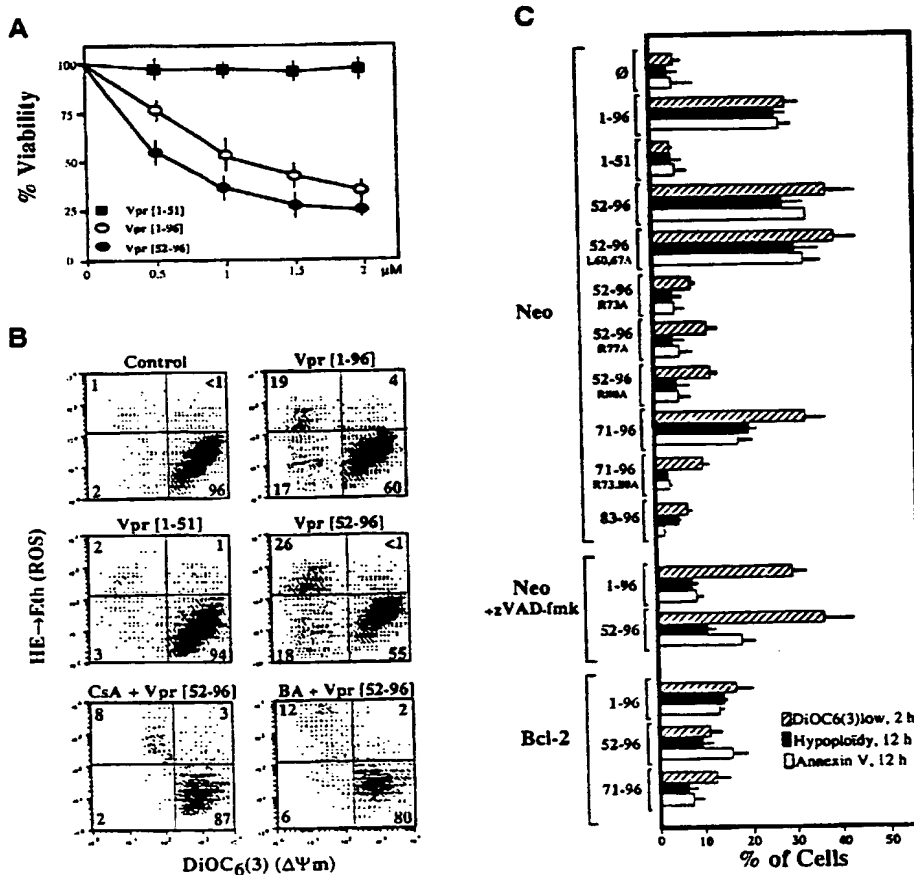 A
% Viability
100
75
50
25
0
0
0.5
1
1.5
2
µM
Vpr [1-51]
Vpr [1-96]
Vpr [52-96]
B
HE→Eth (ROS)
Control
1
<1
2
96
Vpr [1-96]
19
4
17
60
Vpr [1-51]
2
1
3
94
Vpr [52-96]
26
<1
18
55
CsA + Vpr [52-96]
8
3
2
87
BA + Vpr [52-96]
12
2
6
80
DiOC6(3) (ΔΨm)
C
Neo
Ø
1-96
1-51
52-96
52-96
L60,67A
52-96
R73A
52-96
R77A
52-96
R80A
71-96
71-96
R73,80A
83-96
Neo
+zVAD-fmk
1-96
52-96
Bcl-2
1-96
52-96
71-96
DiOC6(3)low, 2 h
Hypoploïdy, 12 h
Annexin V, 12 h
0
10
20
30
40
50
% of Cells